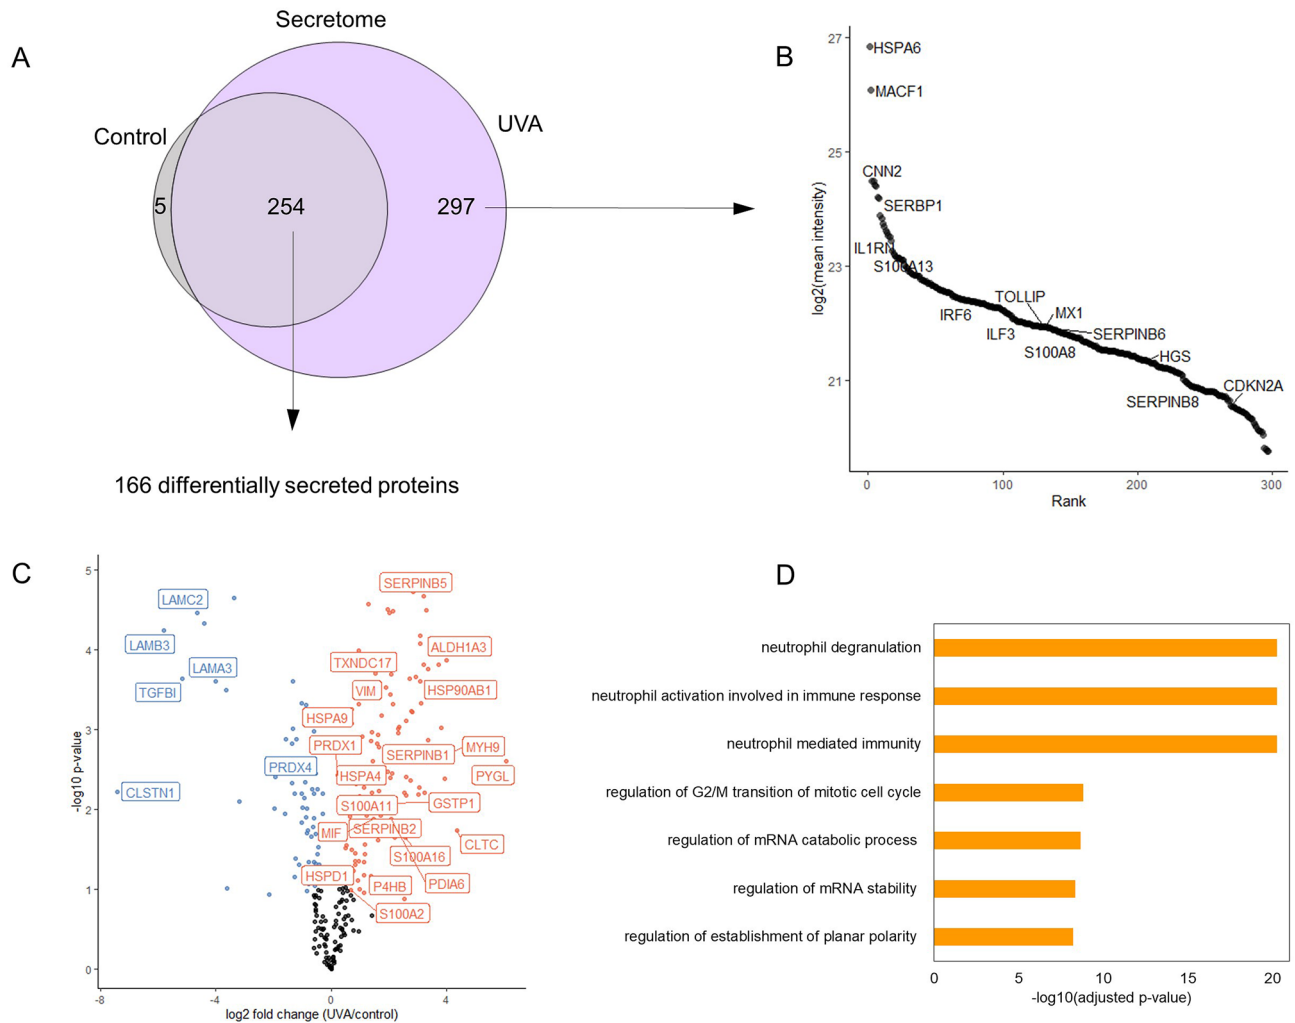 A
Secretome
Control
UVA
5
254
297
166 differentially secreted proteins
B
log2(mean intensity)
27
25
23
21
HSPA6
MACF1
CNN2
SERBP1
IL1RN
S100A13
TOLLIP
MX1
IRF6
ILF3
SERPINB6
S100A8
HGS
CDKN2A
SERPINB8
0 100 200 300
Rank
C
-log10 p-value
5
4
3
2
1
0
SERPINB5
LAMC2
LAMB3
ALDH1A3
TXNDC17
LAMA3
TGFBI
VIM
HSP90AB1
HSPA9
PRDX1
SERPINB1
MYH9
PRDX4
HSPA4
PYGL
CLSTN1
S100A11
GSTP1
MIF
SERPINB2
CLTC
S100A16
HSPD1
P4HB
PDIA6
S100A2
-8 -4 0 4
log2 fold change (UVA/control)
D
neutrophil degranulation
neutrophil activation involved in immune response
neutrophil mediated immunity
regulation of G2/M transition of mitotic cell cycle
regulation of mRNA catabolic process
regulation of mRNA stability
regulation of establishment of planar polarity
0 5 10 15 20
-log10(adjusted p-value)